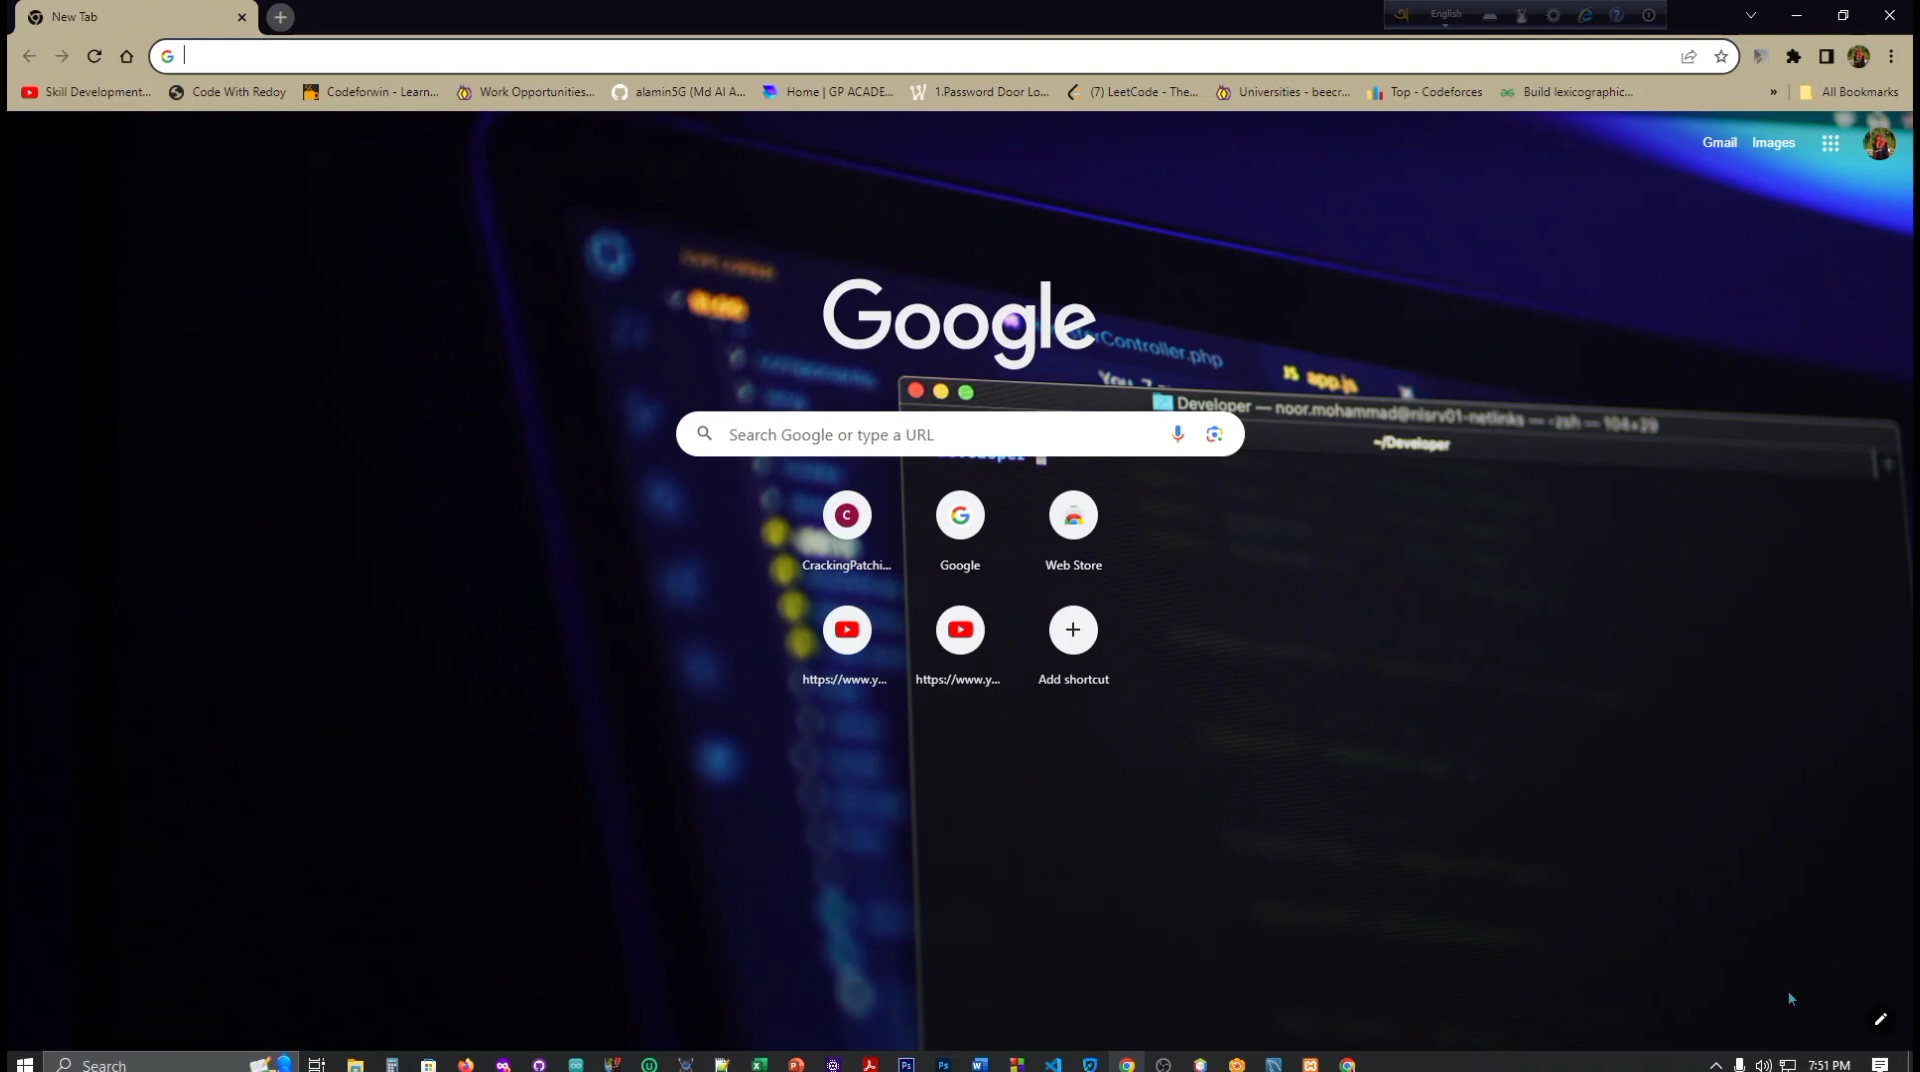 New Tab
English
Skill Development...
Code With Redoy
Codeforwin - Learn...
Work Opportunities...
alamin5G (Md Al A...
Home | GP ACADE...
1.Password Door Lo...
(7) LeetCode - The...
Universities - beecr...
Top - Codeforces
Build lexicographic...
»
All Bookmarks
Gmail
Images
Google
Controller.php
JS app.js
Developer — noor.mohammad@nlsrv01-netlinks — -zsh — 104×29
~/Developer
Search Google or type a URL
C
CrackingPatchi...
Google
Web Store
https://www.y...
https://www.y...
Add shortcut
Search
7:51 PM